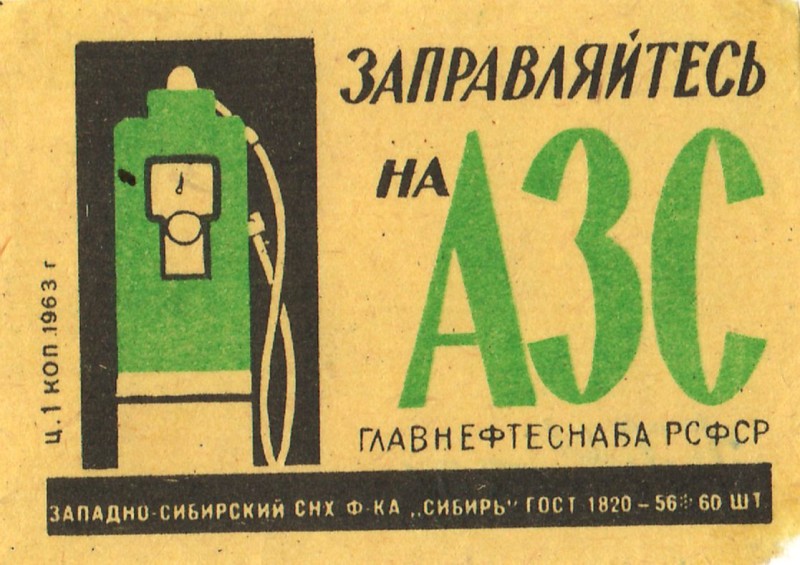 ЗАПРАВЛЯЙТЕСЬ
НА АЗС
ГЛАВНЕФТЕСНАБА РСФСР
Ц. 1 КОП. 1963 г
ЗАПАДНО-СИБИРСКИЙ СНХ Ф-КА „СИБИРЬ" ГОСТ 1820-56 60 ШТ